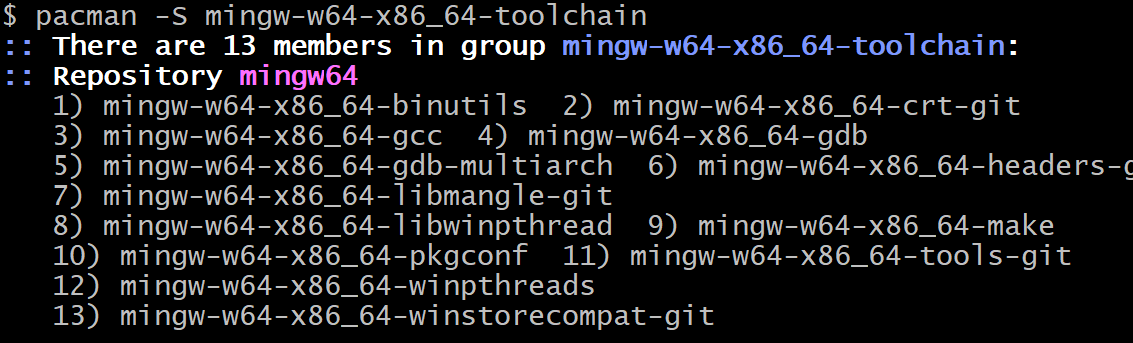 $ pacman -S mingw-w64-x86_64-toolchain
:: There are 13 members in group mingw-w64-x86_64-toolchain:
:: Repository mingw64
1) mingw-w64-x86_64-binutils  2) mingw-w64-x86_64-crt-git
3) mingw-w64-x86_64-gcc  4) mingw-w64-x86_64-gdb
5) mingw-w64-x86_64-gdb-multiarch  6) mingw-w64-x86_64-headers-g
7) mingw-w64-x86_64-libmangle-git
8) mingw-w64-x86_64-libwinpthread  9) mingw-w64-x86_64-make
10) mingw-w64-x86_64-pkgconf  11) mingw-w64-x86_64-tools-git
12) mingw-w64-x86_64-winpthreads
13) mingw-w64-x86_64-winstorecompat-git